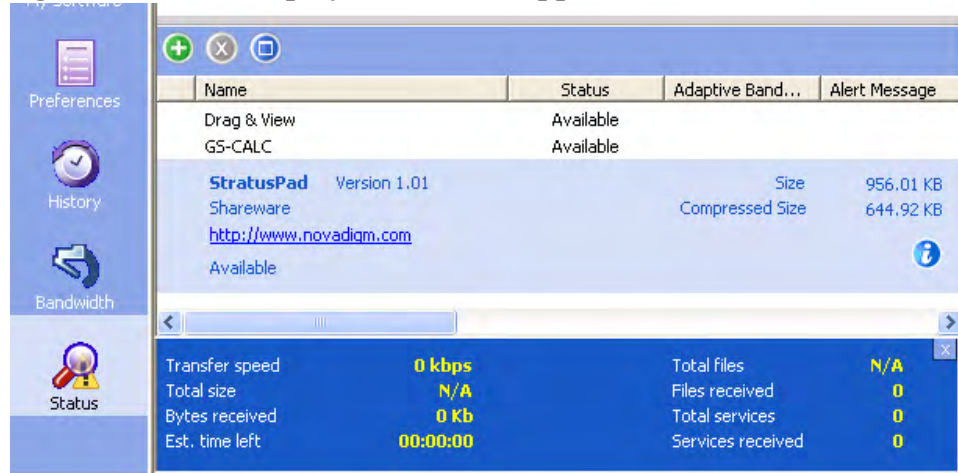 Preferences
History
Bandwidth
Status
Name Status Adaptive Band... Alert Message
Drag & View Available
GS-CALC Available
StratusPad Version 1.01 Size 956.01 KB
Shareware Compressed Size 644.92 KB
http://www.novadigm.com
Available
Transfer speed 0 kbps Total files N/A
Total size N/A Files received 0
Bytes received 0 Kb Total services 0
Est. time left 00:00:00 Services received 0